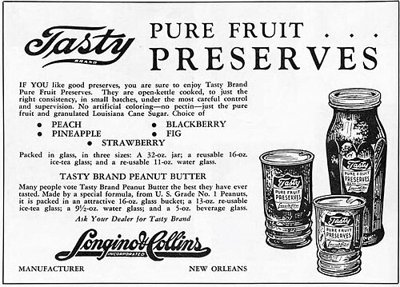 Tasty
BRAND
PURE FRUIT . . .
PRESERVES
IF YOU like good preserves, you are sure to enjoy Tasty Brand
Pure Fruit Preserves. They are open-kettle cooked, to just the
right consistency, in small batches, under the most careful control
and supervision. No artificial coloring—no pectin—just the pure
fruit and granulated Louisiana Cane Sugar. Choice of
• PEACH • BLACKBERRY
• PINEAPPLE • FIG
• STRAWBERRY
Packed in glass, in three sizes: A 32-oz. jar; a reusable 16-oz.
ice-tea glass; and a re-usable 11-oz. water glass.
TASTY BRAND PEANUT BUTTER
Many people vote Tasty Brand Peanut Butter the best they have ever
tasted. Made by a special formula, from U. S. Grade No. 1 Peanuts,
it is packed in an attractive 16-oz. glass bucket; a 13-oz. re-usable
ice-tea glass; a 9½-oz. water glass; and a 5-oz. beverage glass.
Ask Your Dealer for Tasty Brand
Longino & Collins
INCORPORATED
MANUFACTURER NEW ORLEANS
Tasty
PURE FRUIT
PRESERVES
Tasty
PURE FRUIT
PRESERVES
Tasty
PURE-FRUIT
PRESERVES